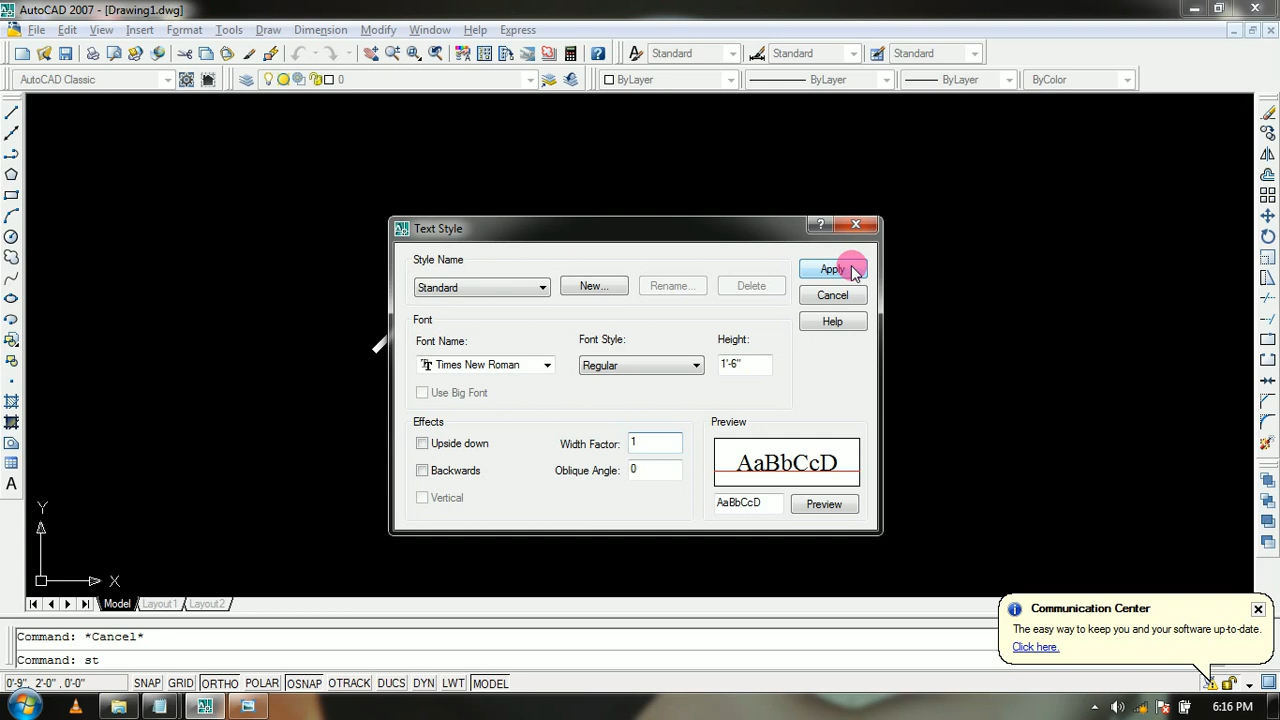 AutoCAD 2007 - [Drawing1.dwg]
File Edit View Insert Format Tools Draw Dimension Modify Window Help Express
Standard Standard Standard
AutoCAD Classic 0 ByLayer ByLayer ByLayer ByColor
Text Style
Style Name
Standard New... Rename... Delete
Apply
Cancel
Help
Font
Font Name: Font Style: Height:
Times New Roman Regular 1'-6"
Use Big Font
Effects
Upside down Width Factor: 1
Backwards Oblique Angle: 0
Vertical
Preview
AaBbCcD
AaBbCcD Preview
Y
X
Model Layout1 Layout2
Command: *Cancel*
Command: st
Communication Center
The easy way to keep you and your software up-to-date.
Click here.
0'-9", 2'-0", 0'-0" SNAP GRID ORTHO POLAR OSNAP OTRACK DUCS DYN LWT MODEL
6:16 PM